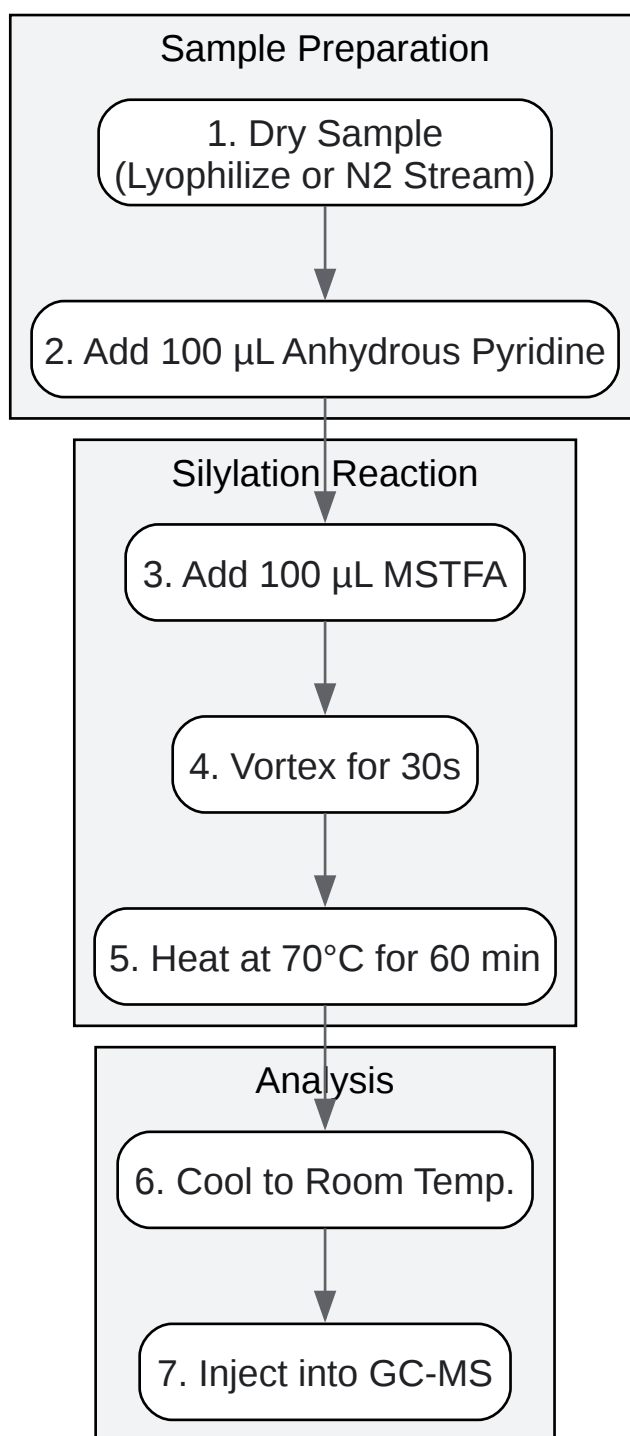 Sample Preparation
1. Dry Sample
(Lyophilize or N2 Stream)
2. Add 100 µL Anhydrous Pyridine
Silylation Reaction
3. Add 100 µL MSTFA
4. Vortex for 30s
5. Heat at 70°C for 60 min
Analysis
6. Cool to Room Temp.
7. Inject into GC-MS